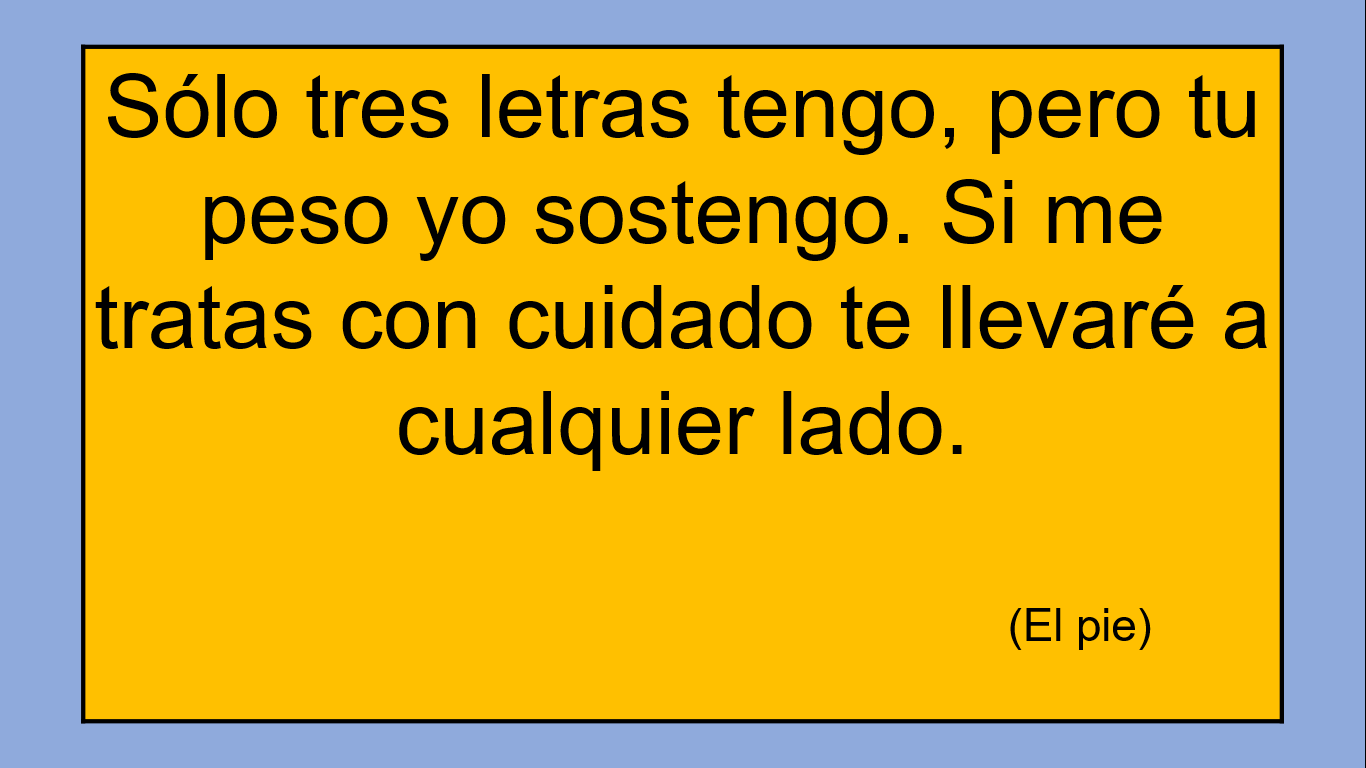 Sólo tres letras tengo, pero tu
peso yo sostengo. Si me
tratas con cuidado te llevaré a
cualquier lado.
(El pie)